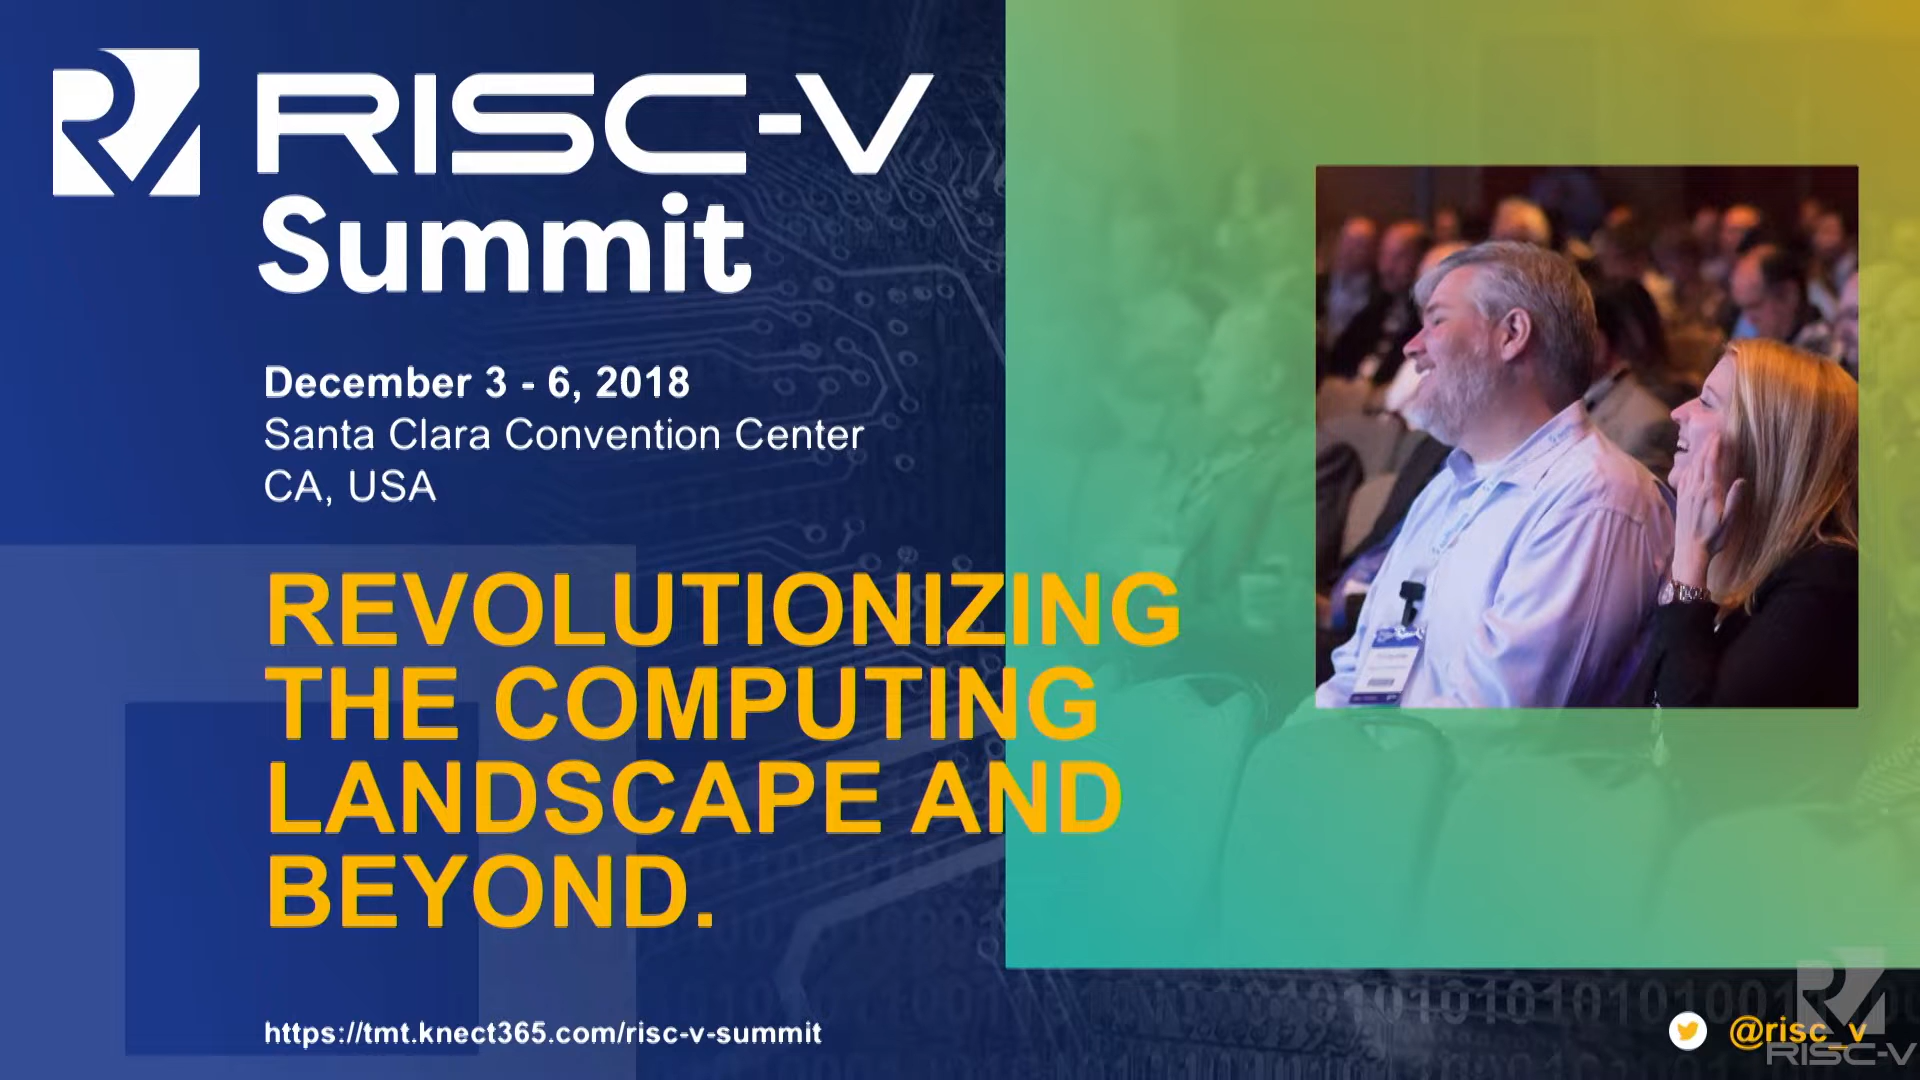 RISC-V
Summit
December 3 - 6, 2018
Santa Clara Convention Center
CA, USA
REVOLUTIONIZING
THE COMPUTING
LANDSCAPE AND
BEYOND.
https://tmt.knect365.com/risc-v-summit
@risc_v
RISC-V